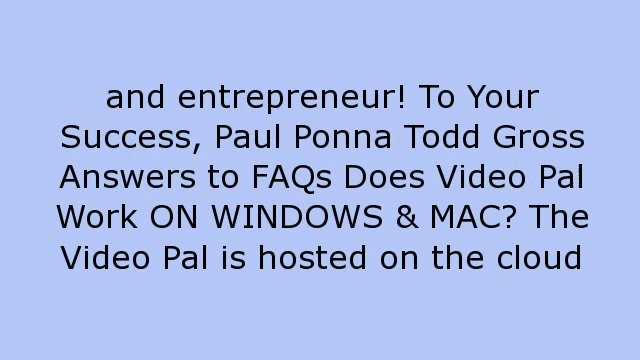 and entrepreneur! To Your
Success, Paul Ponna Todd Gross
Answers to FAQs Does Video Pal
Work ON WINDOWS & MAC? The
Video Pal is hosted on the cloud